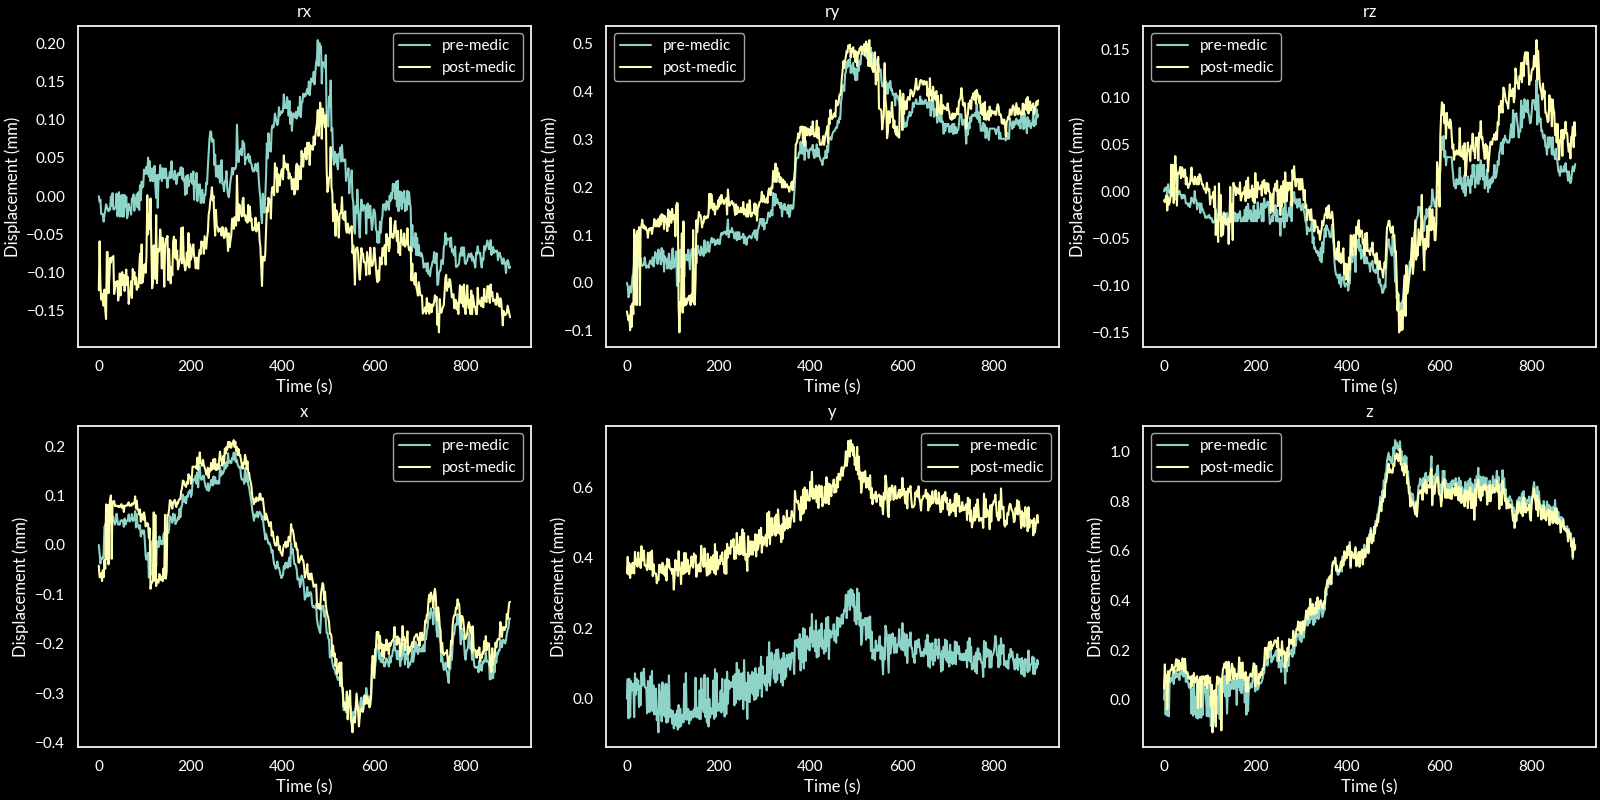 rx
Displacement (mm)
0.20
0.15
0.10
0.05
0.00
−0.05
−0.10
−0.15
pre-medic
post-medic
0 200 400 600 800
Time (s)
ry
Displacement (mm)
0.5
0.4
0.3
0.2
0.1
0.0
−0.1
pre-medic
post-medic
0 200 400 600 800
Time (s)
rz
Displacement (mm)
0.15
0.10
0.05
0.00
−0.05
−0.10
−0.15
pre-medic
post-medic
0 200 400 600 800
Time (s)
x
Displacement (mm)
0.2
0.1
0.0
−0.1
−0.2
−0.3
−0.4
pre-medic
post-medic
0 200 400 600 800
Time (s)
y
Displacement (mm)
0.6
0.4
0.2
0.0
pre-medic
post-medic
0 200 400 600 800
Time (s)
z
Displacement (mm)
1.0
0.8
0.6
0.4
0.2
0.0
pre-medic
post-medic
0 200 400 600 800
Time (s)